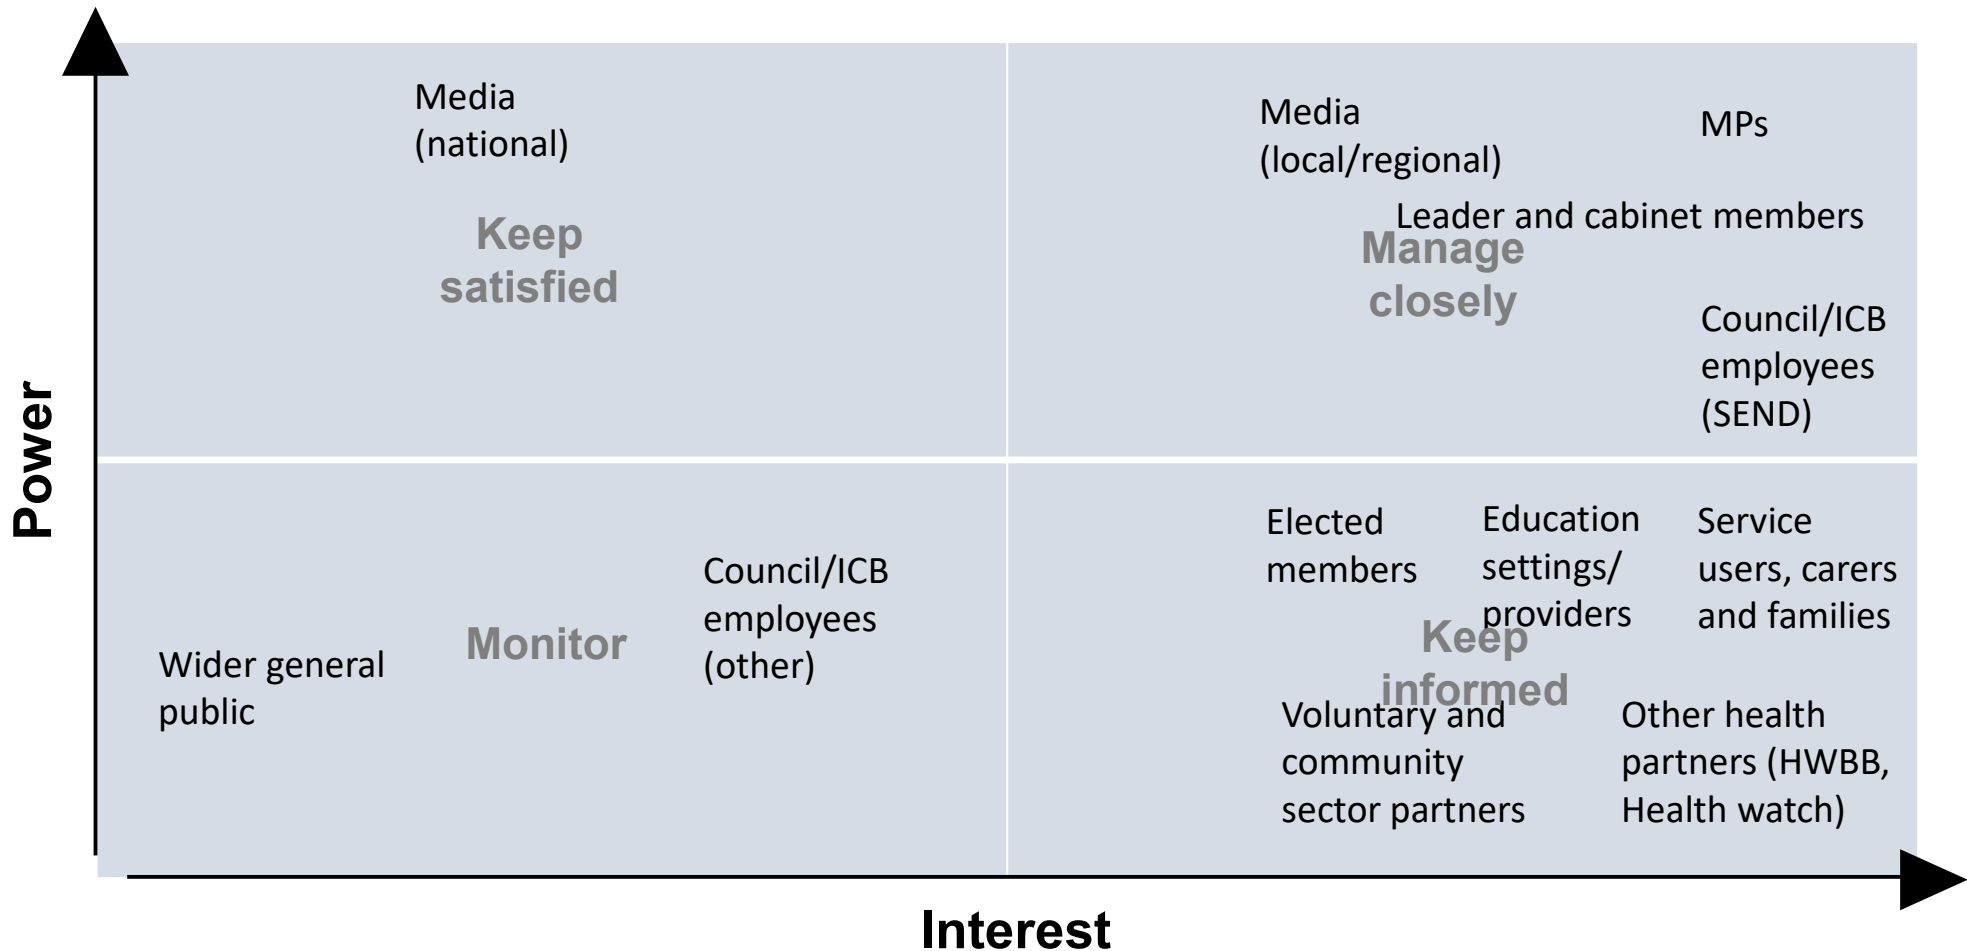 Power
Media
(national)
Keep
satisfied
Media
(local/regional)
MPs
Leader and cabinet members
Manage
closely
Council/ICB
employees
(SEND)
Wider general
public
Monitor
Council/ICB
employees
(other)
Elected
members
Education
settings/
providers
Service
users, carers
and families
Keep
informed
Voluntary and
community
sector partners
Other health
partners (HWBB,
Health watch)
Interest